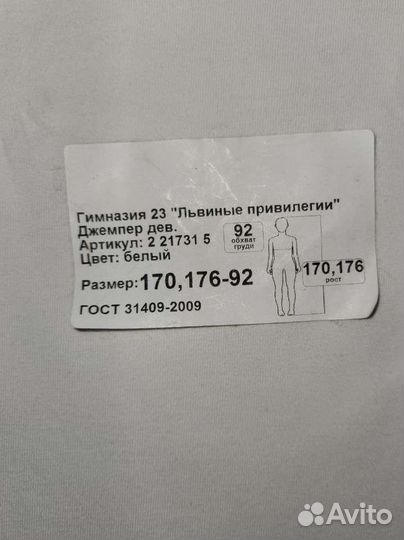 Гимназия 23 "Львиные привилегии"
Джемпер дев.
Артикул: 2 21731 5
Цвет: белый
92
обхват
груди
Размер:170,176-92
170,176
рост
ГОСТ 31409-2009
Avito